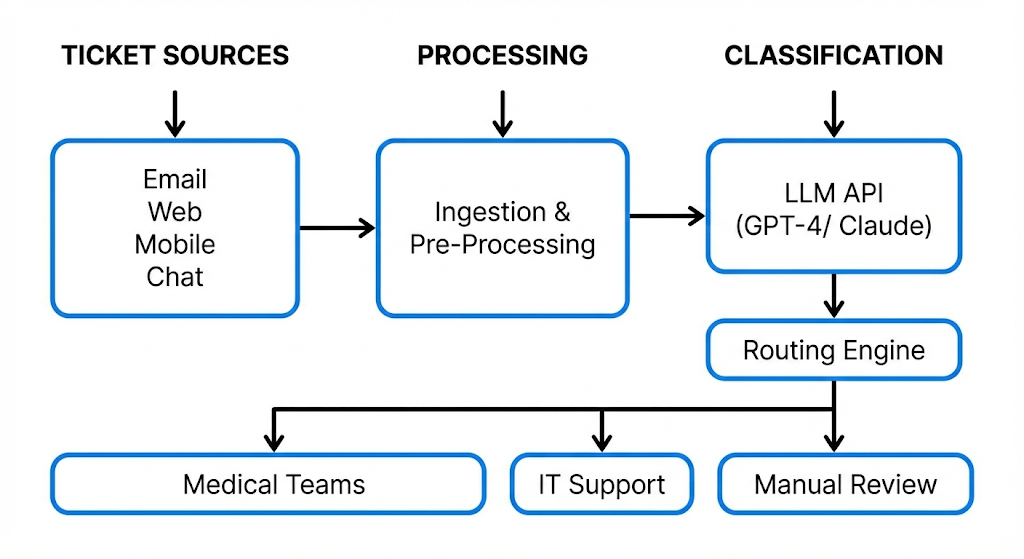 TICKET SOURCES
PROCESSING
CLASSIFICATION
Email
Web
Mobile
Chat
Ingestion &
Pre-Processing
LLM API
(GPT-4/ Claude)
Routing Engine
Medical Teams
IT Support
Manual Review